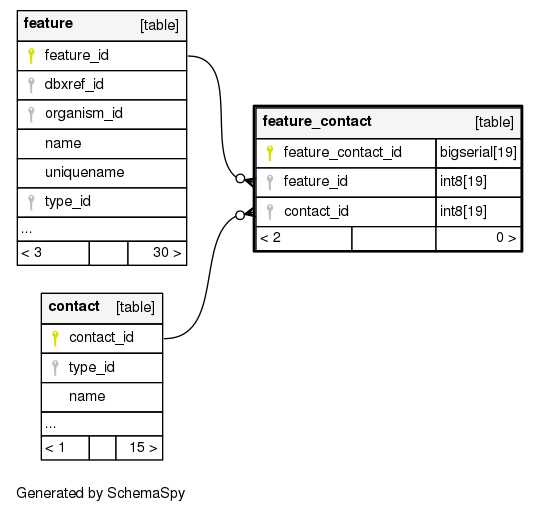 feature [table]
feature_id
dbxref_id
organism_id
name
uniquename
type_id
...
< 3 30 >
feature_contact [table]
feature_contact_id bigserial[19]
feature_id int8[19]
contact_id int8[19]
< 2 0 >
contact [table]
contact_id
type_id
name
...
< 1 15 >
Generated by SchemaSpy